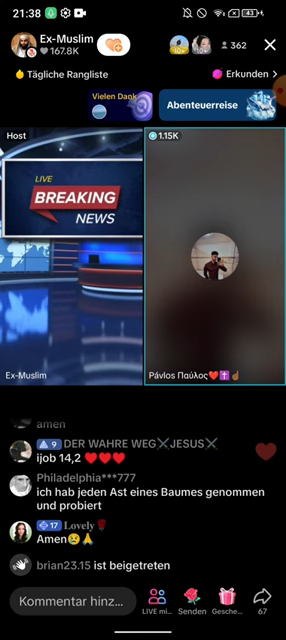 21:38
43
Ex-Muslim
167.8K
10
362
Tägliche Rangliste
Erkunden >
Vielen Dank
Abenteuerreise
Host
1.15K
LIVE
BREAKING
NEWS
Ex-Muslim
Pávlos Παύλος❤️✝️☝🏾
amen
9 DER WAHRE WEG⚔JESUS⚔
ijob 14,2 ❤️❤️❤️
Philadelphia***777
ich hab jeden Ast eines Baumes genommen
und probiert
17 Lovely🌹
Amen😢🙏
brian23.15 ist beigetreten
Kommentar hinz...
LIVE mi...
Senden
Gesche...
67